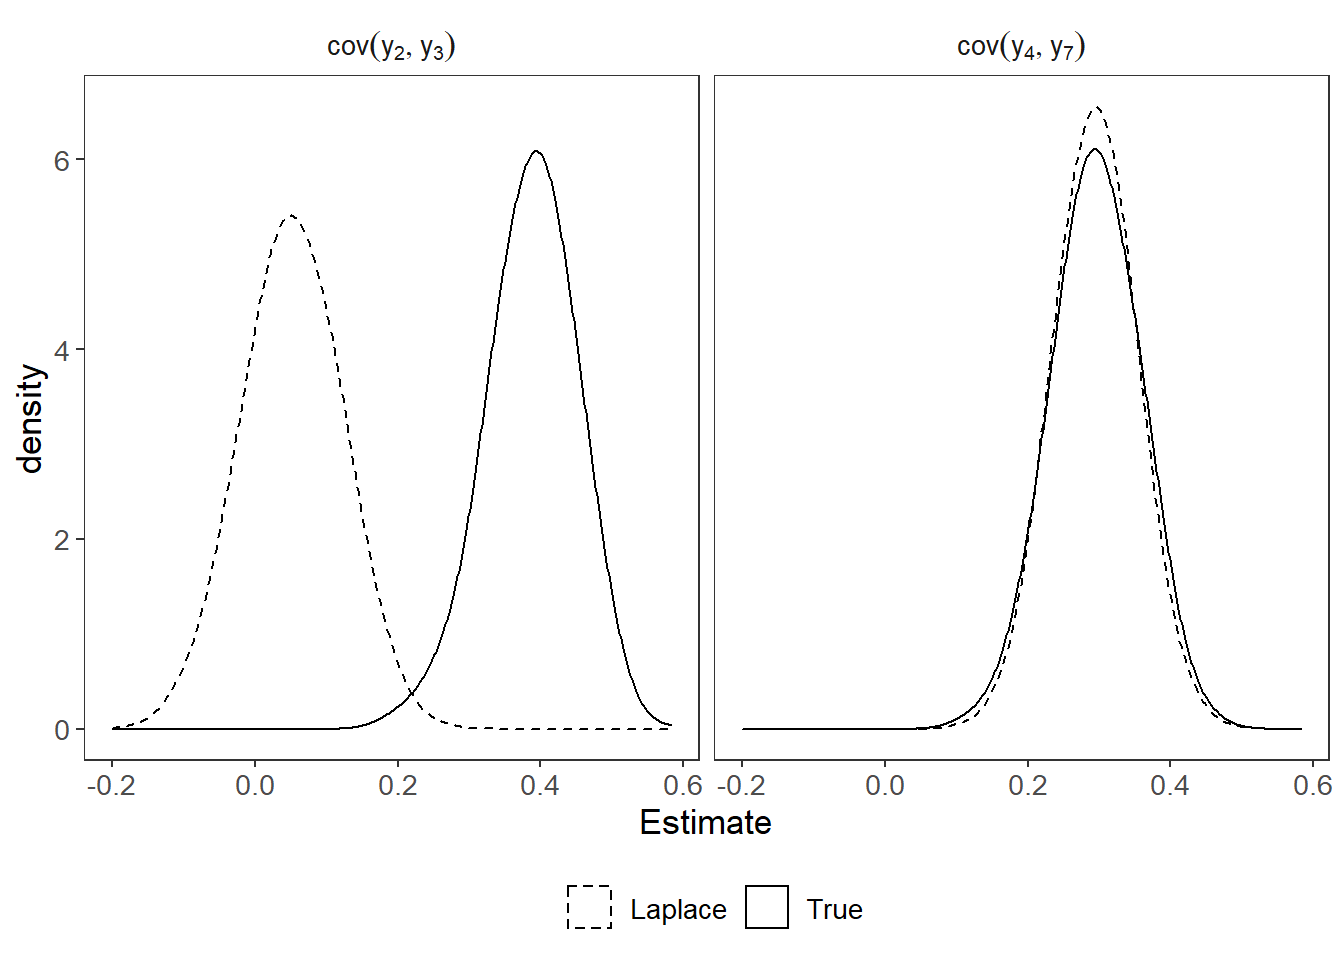 cov(y₂, y₃) cov(y₄, y₇)
density
6
4
2
0
-0.2 0.0 0.2 0.4 0.6 -0.2 0.0 0.2 0.4 0.6
Estimate
Laplace True